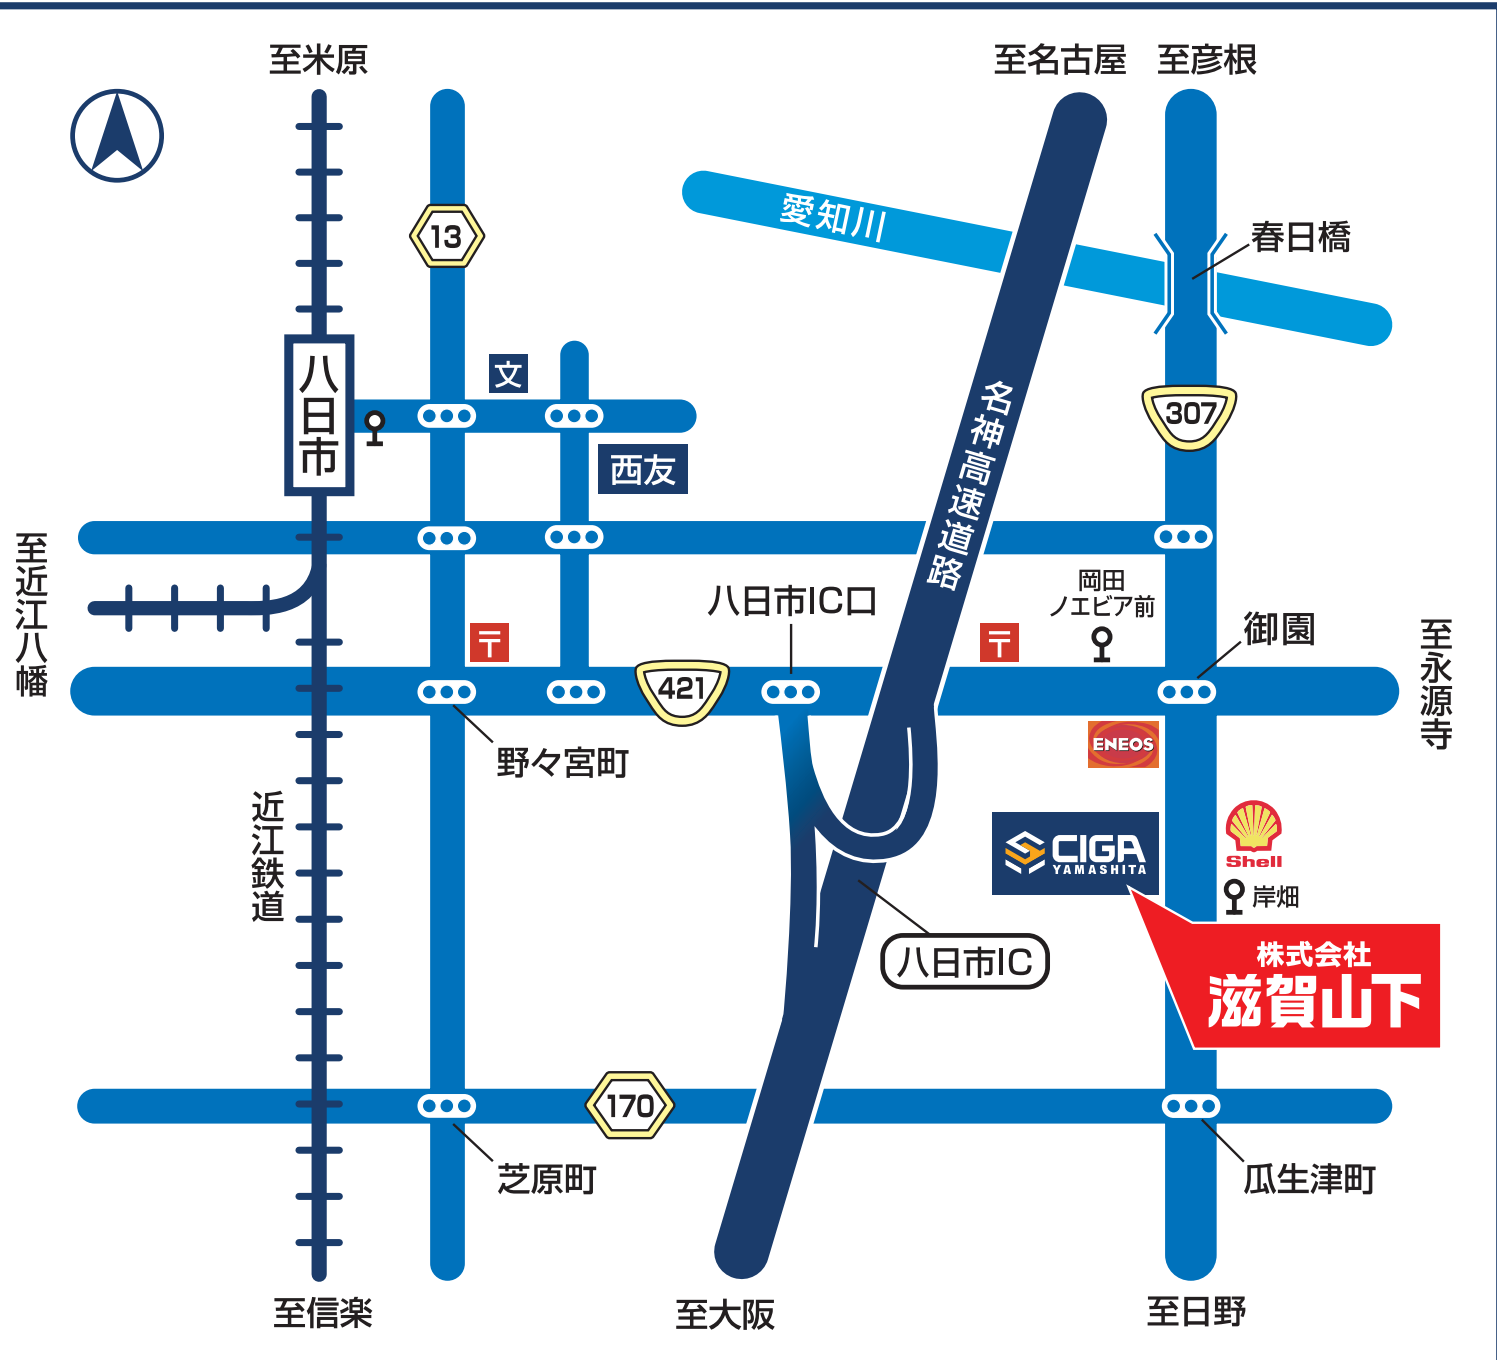 至米原
至名古屋
至彦根
愛知川
13
春日橋
八日市
文
307
名神高速道路
西友
至近江八幡
岡田
ノエビア前
八日市IC口
御園
至永源寺
〒
〒
421
ENEOS
野々宮町
近江鉄道
CIGA
YAMASHITA
Shell
岸畑
株式会社
滋賀山下
八日市IC
170
芝原町
瓜生津町
至信楽
至大阪
至日野